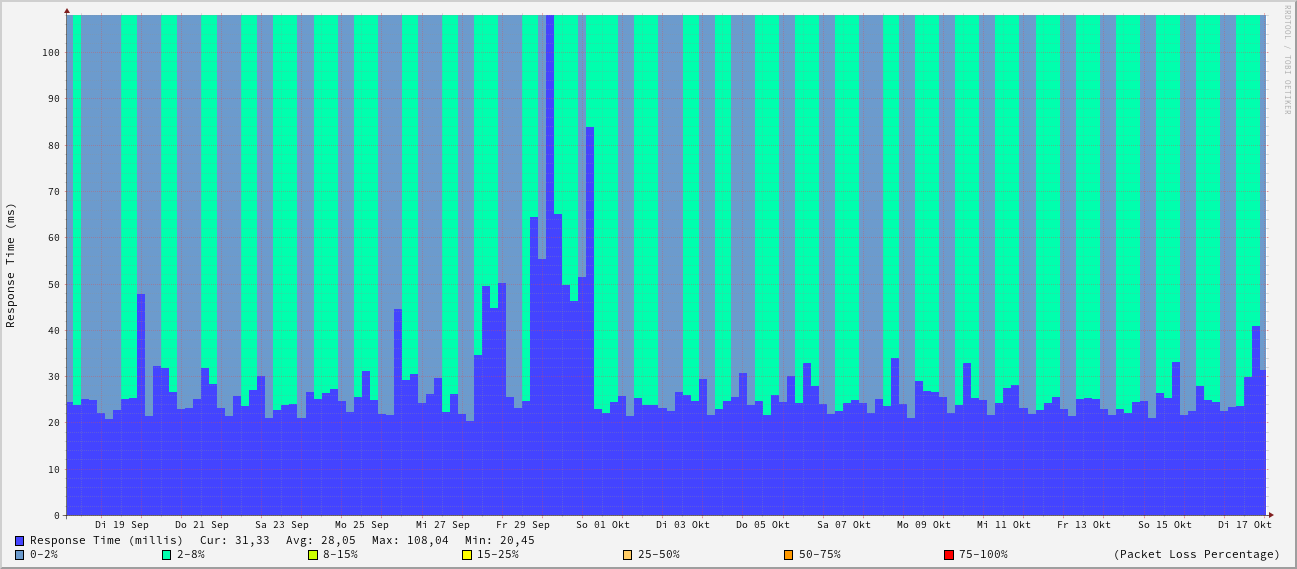 RRDTOOL / TOBI OETIKER
Response Time (ms)
100
90
80
70
60
50
40
30
20
10
0
Di 19 Sep Do 21 Sep Sa 23 Sep Mo 25 Sep Mi 27 Sep Fr 29 Sep So 01 Okt Di 03 Okt Do 05 Okt Sa 07 Okt Mo 09 Okt Mi 11 Okt Fr 13 Okt So 15 Okt Di 17 Okt
Response Time (millis) Cur: 31,33 Avg: 28,05 Max: 108,04 Min: 20,45
0-2% 2-8% 8-15% 15-25% 25-50% 50-75% 75-100% (Packet Loss Percentage)